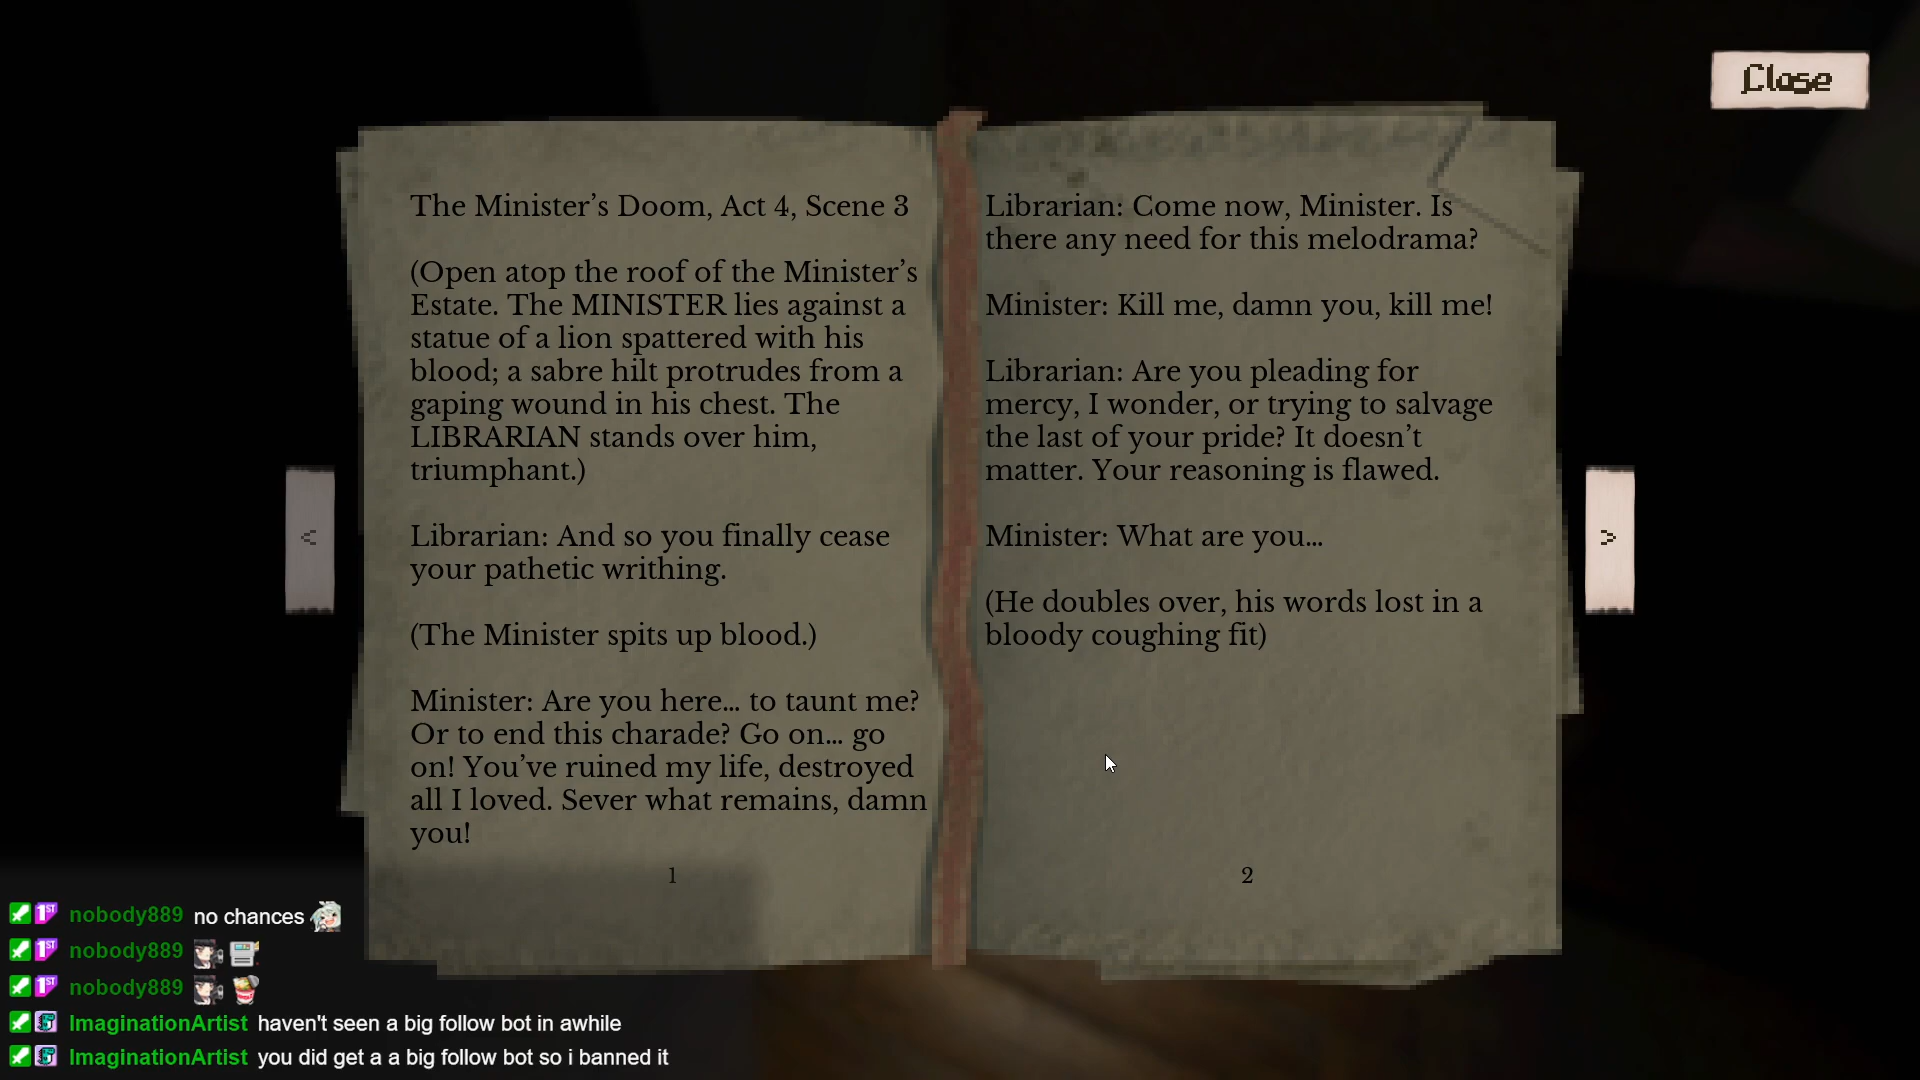 Close
The Minister’s Doom, Act 4, Scene 3
(Open atop the roof of the Minister’s
Estate. The MINISTER lies against a
statue of a lion spattered with his
blood; a sabre hilt protrudes from a
gaping wound in his chest. The
LIBRARIAN stands over him,
triumphant.)
Librarian: And so you finally cease
your pathetic writhing.
(The Minister spits up blood.)
Minister: Are you here... to taunt me?
Or to end this charade? Go on... go
on! You’ve ruined my life, destroyed
all I loved. Sever what remains, damn
you!
1
Librarian: Come now, Minister. Is
there any need for this melodrama?
Minister: Kill me, damn you, kill me!
Librarian: Are you pleading for
mercy, I wonder, or trying to salvage
the last of your pride? It doesn’t
matter. Your reasoning is flawed.
Minister: What are you...
(He doubles over, his words lost in a
bloody coughing fit)
2
<
>
1ST nobody889 no chances
1ST nobody889
1ST nobody889
ImaginationArtist haven't seen a big follow bot in awhile
ImaginationArtist you did get a a big follow bot so i banned it